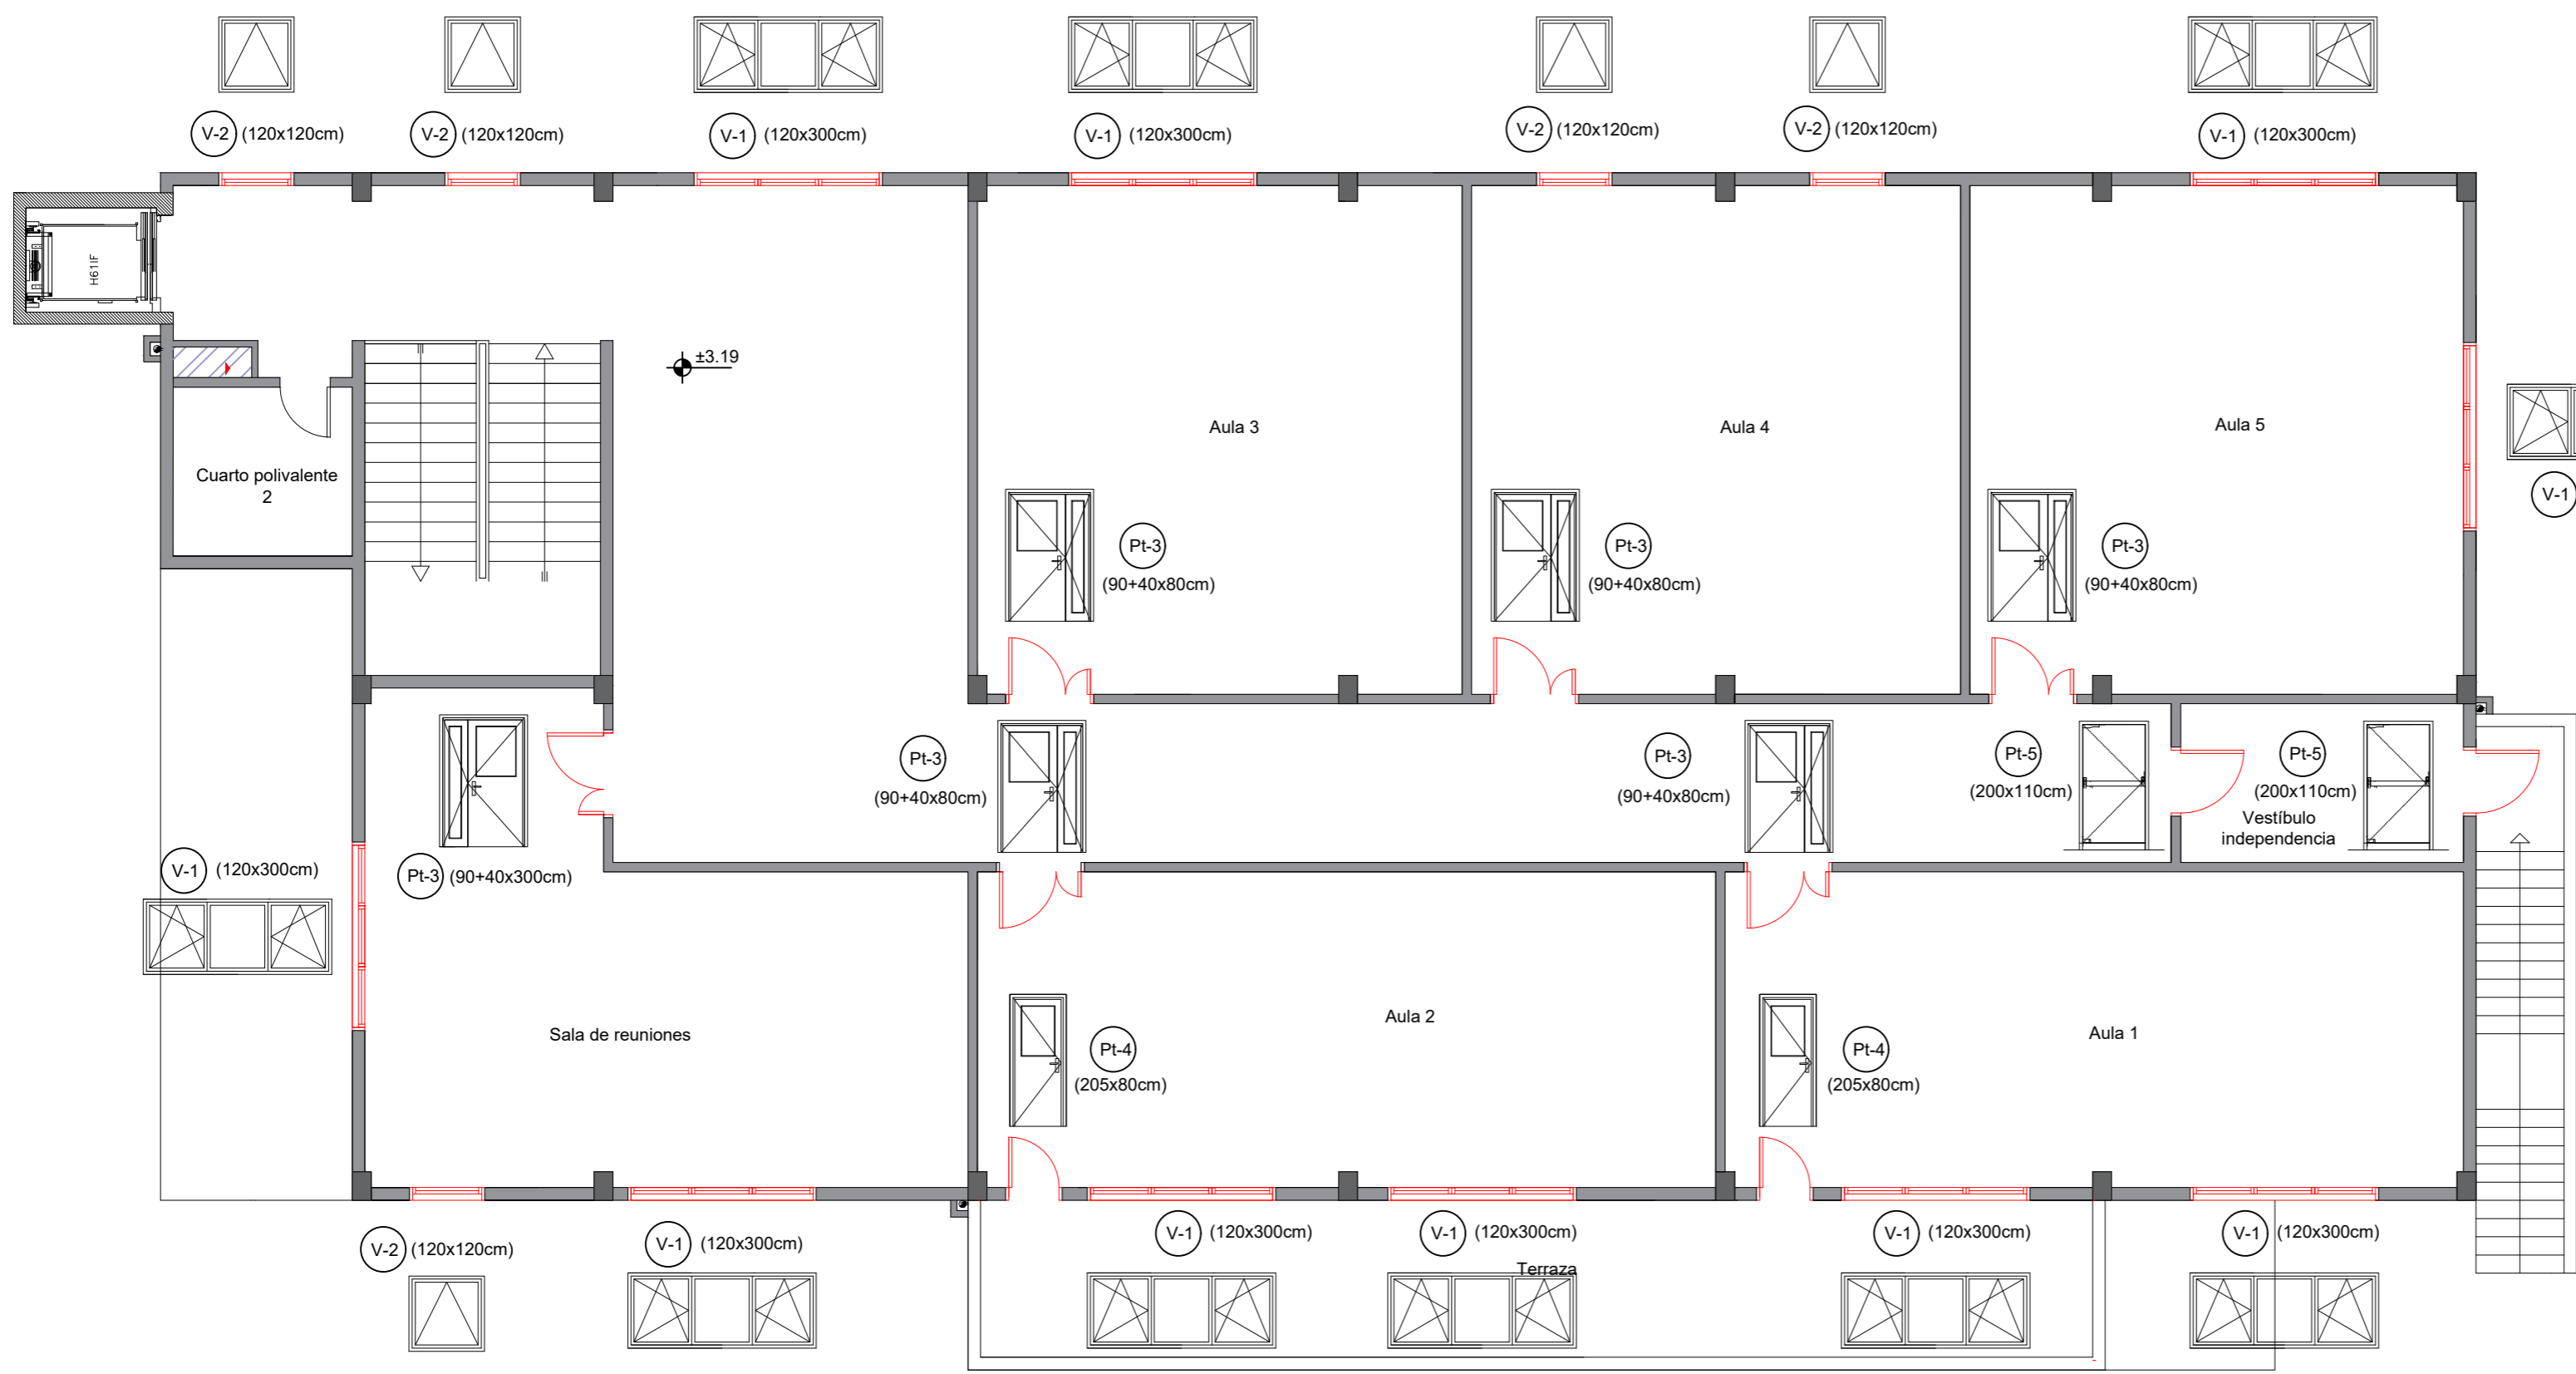 V-2 (120x120cm)
V-2 (120x120cm)
V-1 (120x300cm)
V-1 (120x300cm)
V-2 (120x120cm)
V-2 (120x120cm)
V-1 (120x300cm)
H61IF
±3.19
Aula 3
Aula 4
Aula 5
Cuarto polivalente
2
V-1
Pt-3
(90+40x80cm)
Pt-3
(90+40x80cm)
Pt-3
(90+40x80cm)
Pt-3
(90+40x80cm)
Pt-3
(90+40x80cm)
Pt-5
(200x110cm)
Pt-5
(200x110cm)
Vestíbulo
independencia
V-1 (120x300cm)
Pt-3 (90+40x300cm)
Sala de reuniones
Aula 2
Aula 1
Pt-4
(205x80cm)
Pt-4
(205x80cm)
V-2 (120x120cm)
V-1 (120x300cm)
V-1 (120x300cm)
V-1 (120x300cm)
V-1 (120x300cm)
V-1 (120x300cm)
Terraza